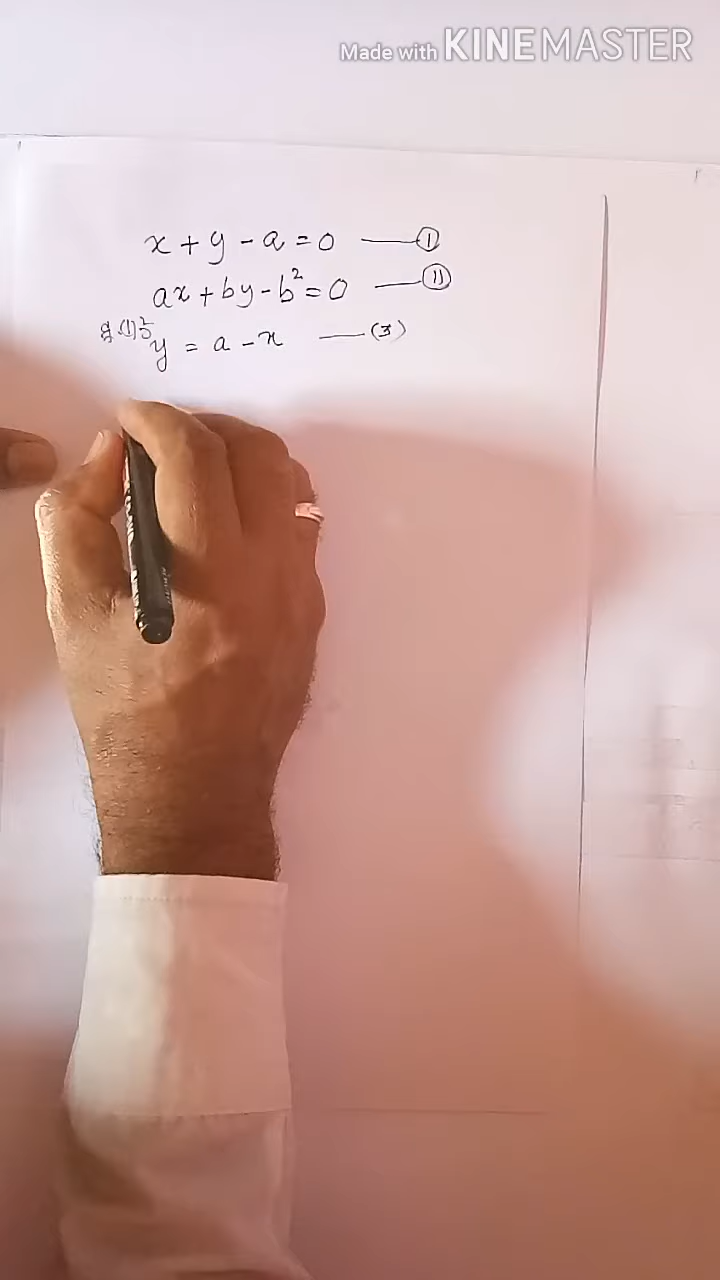 Made with KINEMASTER
x + y - a = 0 —— ①
ax + by - b² = 0 —— ⑪
y = a - x —— (3)